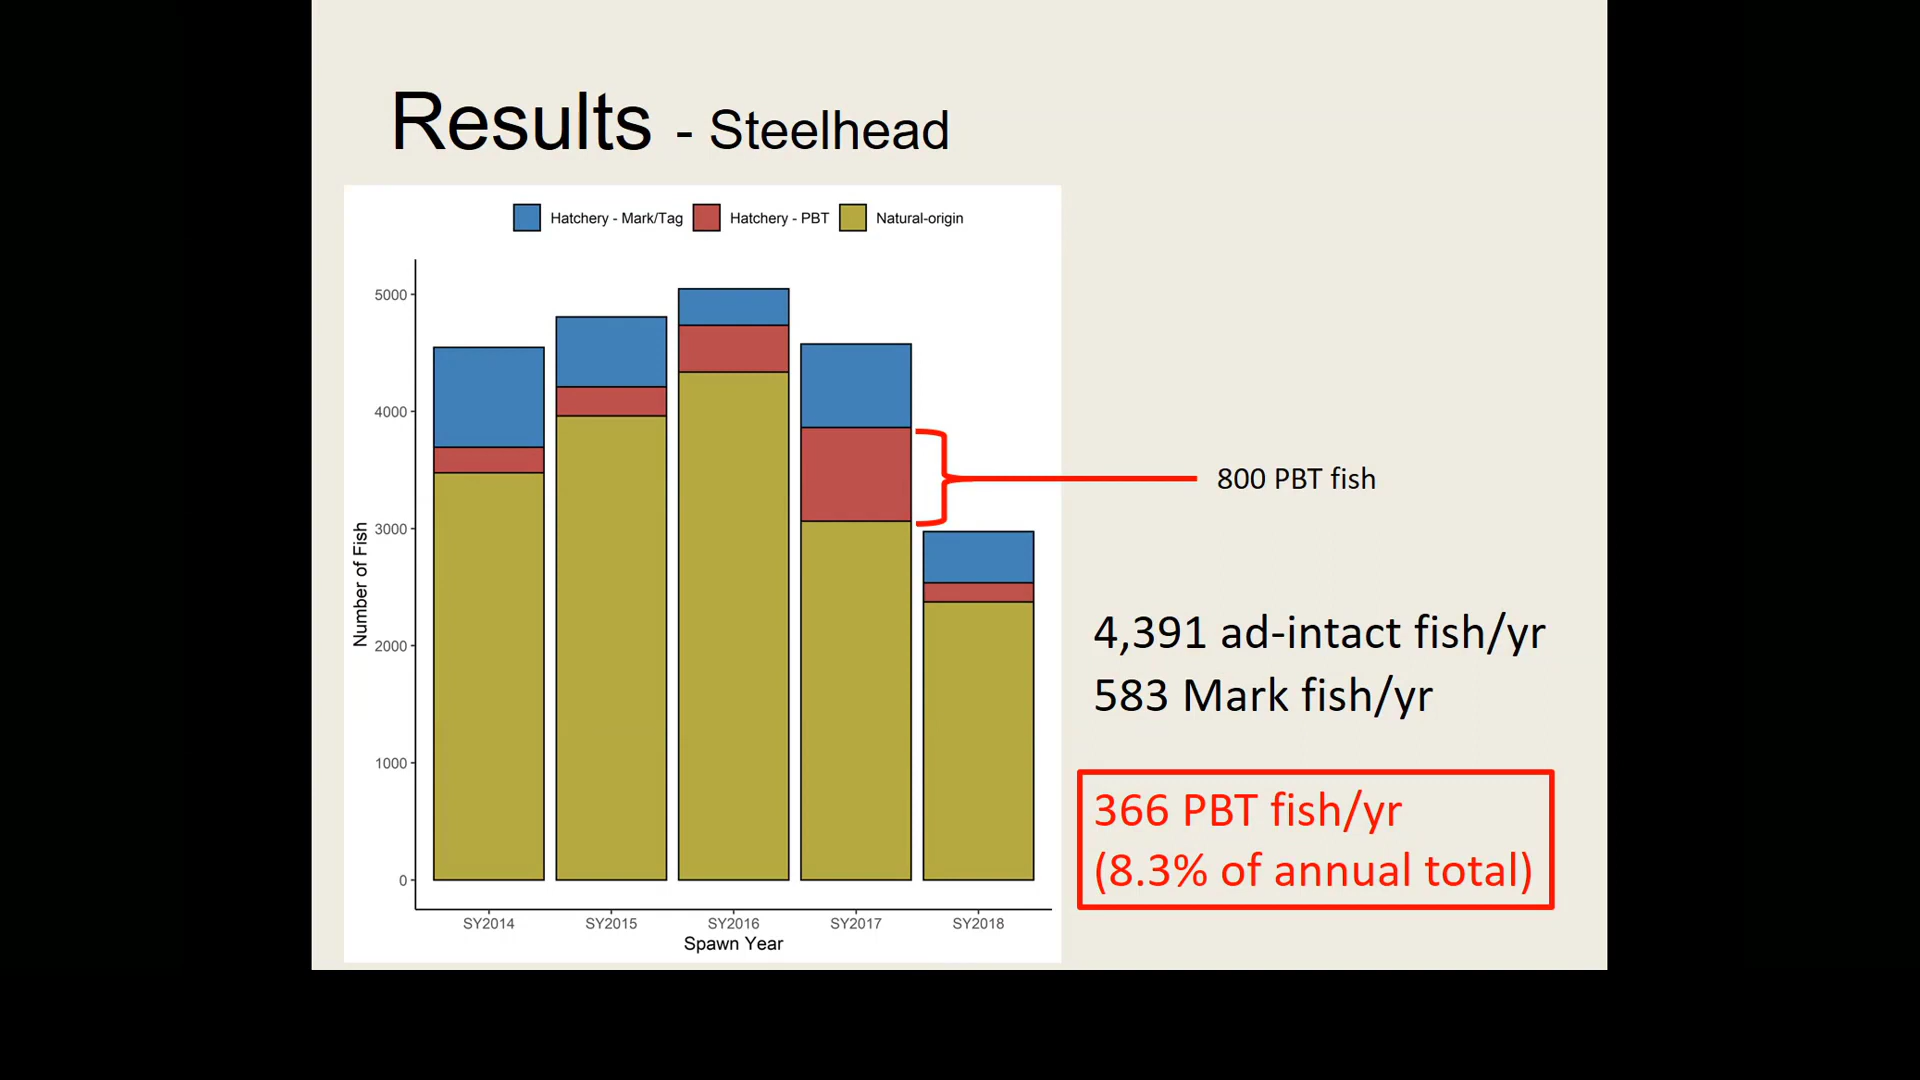 Results - Steelhead
Hatchery - Mark/Tag Hatchery - PBT Natural-origin
Number of Fish
5000
4000
3000
2000
1000
0
SY2014 SY2015 SY2016 SY2017 SY2018
Spawn Year
800 PBT fish
4,391 ad-intact fish/yr
583 Mark fish/yr
366 PBT fish/yr
(8.3% of annual total)